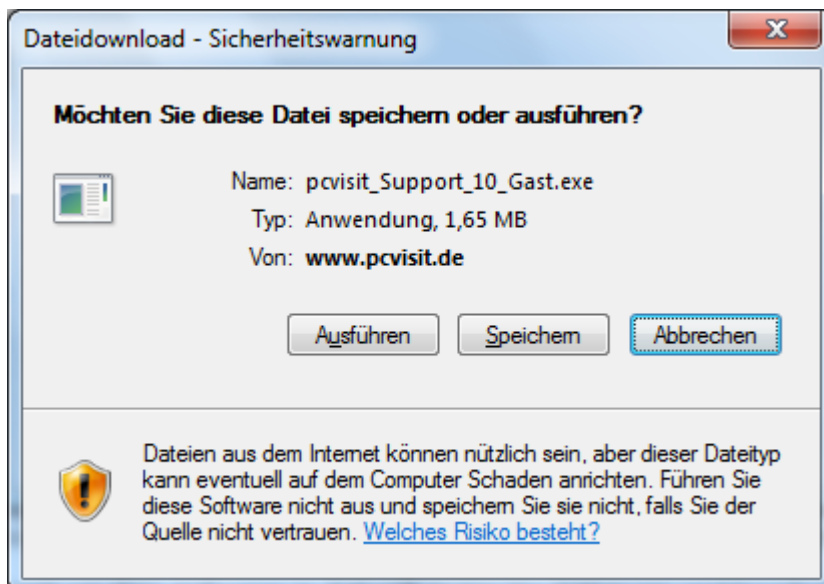 Dateidownload - Sicherheitswarnung
Möchten Sie diese Datei speichern oder ausführen?
Name: pcvisit_Support_10_Gast.exe
Typ: Anwendung, 1,65 MB
Von: www.pcvisit.de
Ausführen Speichern Abbrechen
Dateien aus dem Internet können nützlich sein, aber dieser Dateityp
kann eventuell auf dem Computer Schaden anrichten. Führen Sie
diese Software nicht aus und speichern Sie sie nicht, falls Sie der
Quelle nicht vertrauen. Welches Risiko besteht?